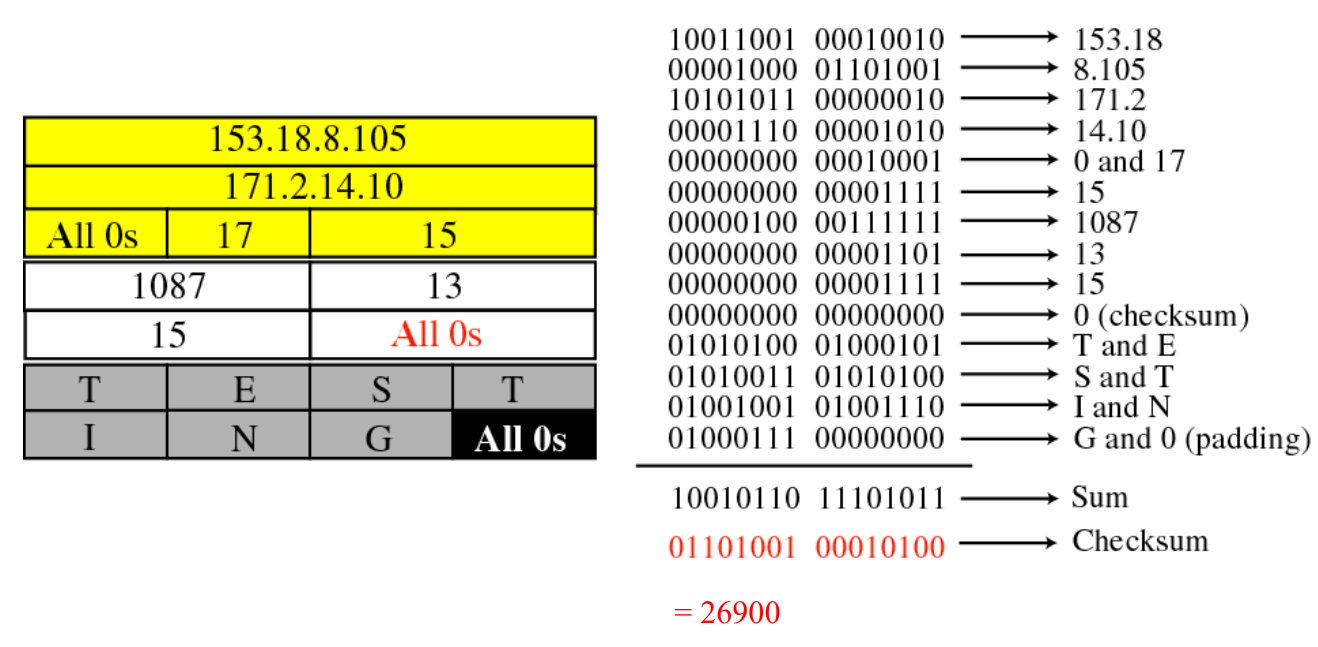 153.18.8.105
171.2.14.10
All 0s 17 15
1087 13
15 All 0s
T E S T
I N G All 0s
10011001 00010010 153.18
00001000 01101001 8.105
10101011 00000010 171.2
00001110 00001010 14.10
00000000 00010001 0 and 17
00000000 00001111 15
00000100 00111111 1087
00000000 00001101 13
00000000 00001111 15
00000000 00000000 0 (checksum)
01010100 01000101 T and E
01010011 01010100 S and T
01001001 01001110 I and N
01000111 00000000 G and 0 (padding)
10010110 11101011 Sum
01101001 00010100 Checksum
= 26900